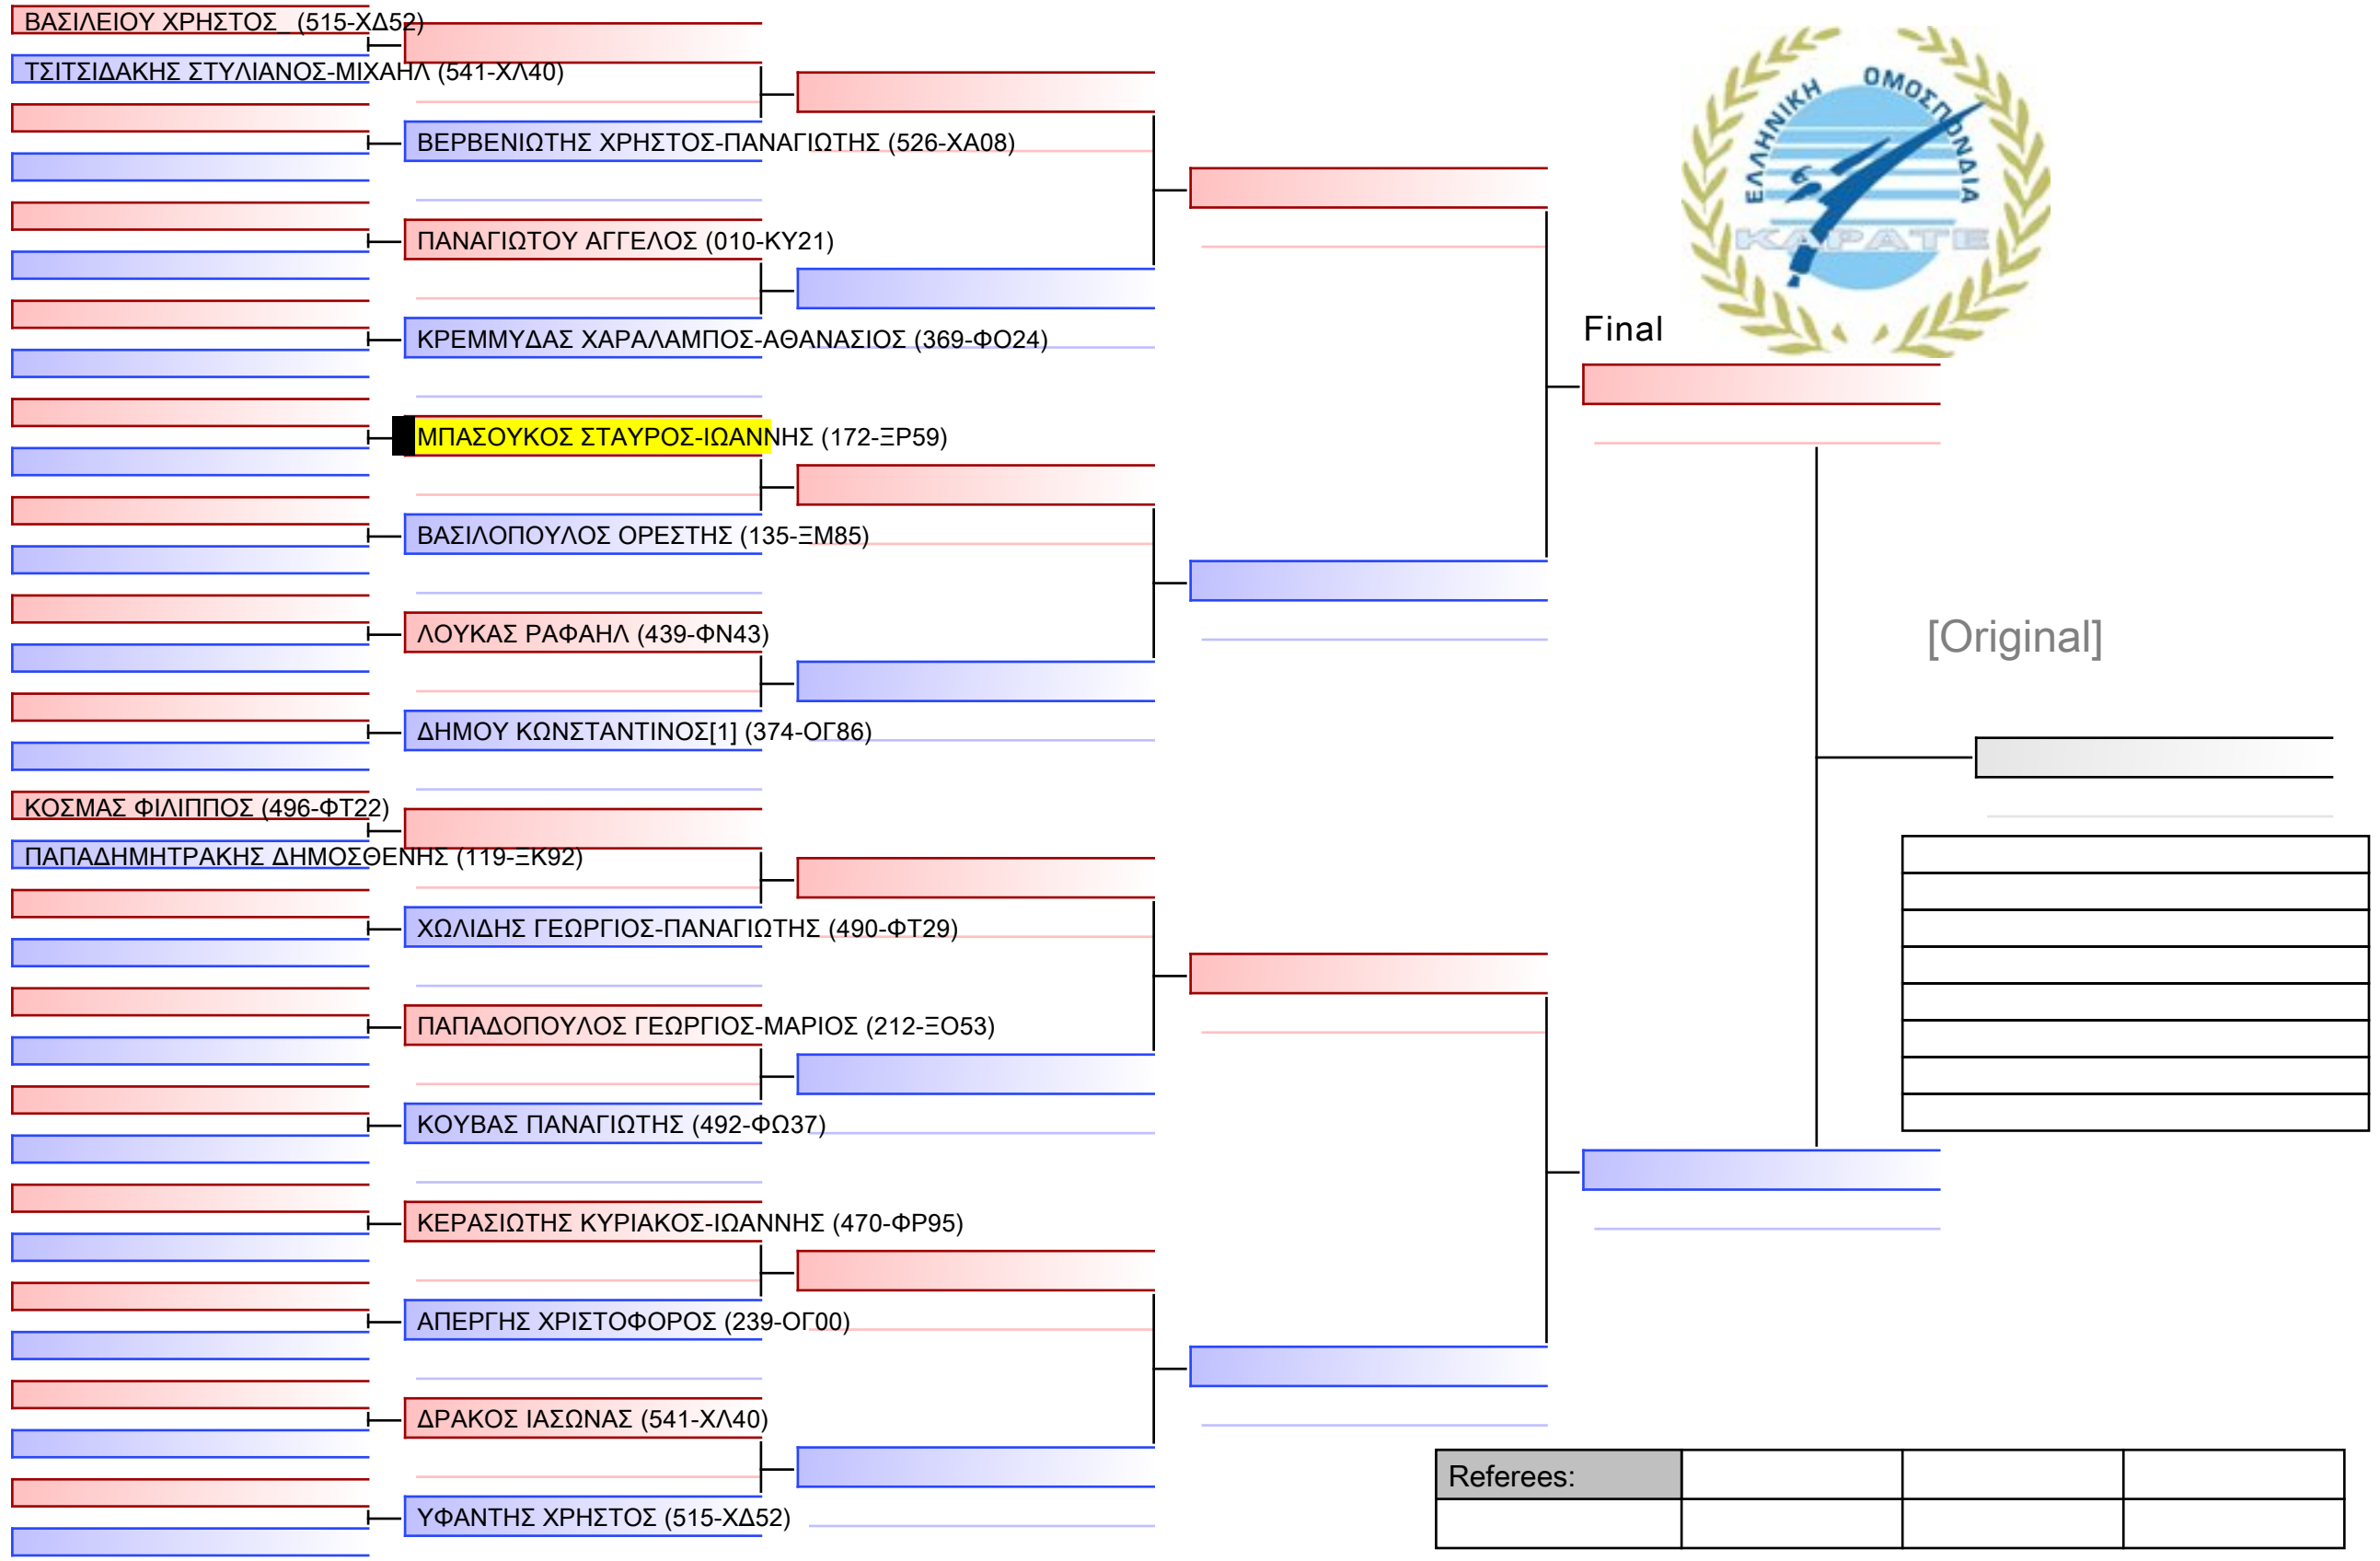 ΒΑΣΙΛΕΙΟΥ ΧΡΗΣΤΟΣ_ (515-ΧΔ52)
ΤΣΙΤΣΙΔΑΚΗΣ ΣΤΥΛΙΑΝΟΣ-ΜΙΧΑΗΛ (541-ΧΛ40)
ΒΕΡΒΕΝΙΩΤΗΣ ΧΡΗΣΤΟΣ-ΠΑΝΑΓΙΩΤΗΣ (526-ΧΑ08)
ΠΑΝΑΓΙΩΤΟΥ ΑΓΓΕΛΟΣ (010-ΚΥ21)
ΚΡΕΜΜΥΔΑΣ ΧΑΡΑΛΑΜΠΟΣ-ΑΘΑΝΑΣΙΟΣ (369-ΦΟ24)
ΜΠΑΣΟΥΚΟΣ ΣΤΑΥΡΟΣ-ΙΩΑΝΝΗΣ (172-ΞΡ59)
ΒΑΣΙΛΟΠΟΥΛΟΣ ΟΡΕΣΤΗΣ (135-ΞΜ85)
ΛΟΥΚΑΣ ΡΑΦΑΗΛ (439-ΦΝ43)
ΔΗΜΟΥ ΚΩΝΣΤΑΝΤΙΝΟΣ[1] (374-ΟΓ86)
ΚΟΣΜΑΣ ΦΙΛΙΠΠΟΣ (496-ΦΤ22)
ΠΑΠΑΔΗΜΗΤΡΑΚΗΣ ΔΗΜΟΣΘΕΝΗΣ (119-ΞΚ92)
ΧΩΛΙΔΗΣ ΓΕΩΡΓΙΟΣ-ΠΑΝΑΓΙΩΤΗΣ (490-ΦΤ29)
ΠΑΠΑΔΟΠΟΥΛΟΣ ΓΕΩΡΓΙΟΣ-ΜΑΡΙΟΣ (212-ΞΟ53)
ΚΟΥΒΑΣ ΠΑΝΑΓΙΩΤΗΣ (492-ΦΩ37)
ΚΕΡΑΣΙΩΤΗΣ ΚΥΡΙΑΚΟΣ-ΙΩΑΝΝΗΣ (470-ΦΡ95)
ΑΠΕΡΓΗΣ ΧΡΙΣΤΟΦΟΡΟΣ (239-ΟΓ00)
ΔΡΑΚΟΣ ΙΑΣΩΝΑΣ (541-ΧΛ40)
ΥΦΑΝΤΗΣ ΧΡΗΣΤΟΣ (515-ΧΔ52)
ΕΛΛΗΝΙΚΗ ΟΜΟΣΠΟΝΔΙΑ
ΚΑΡΑΤΕ
Final
[Original]
Referees: